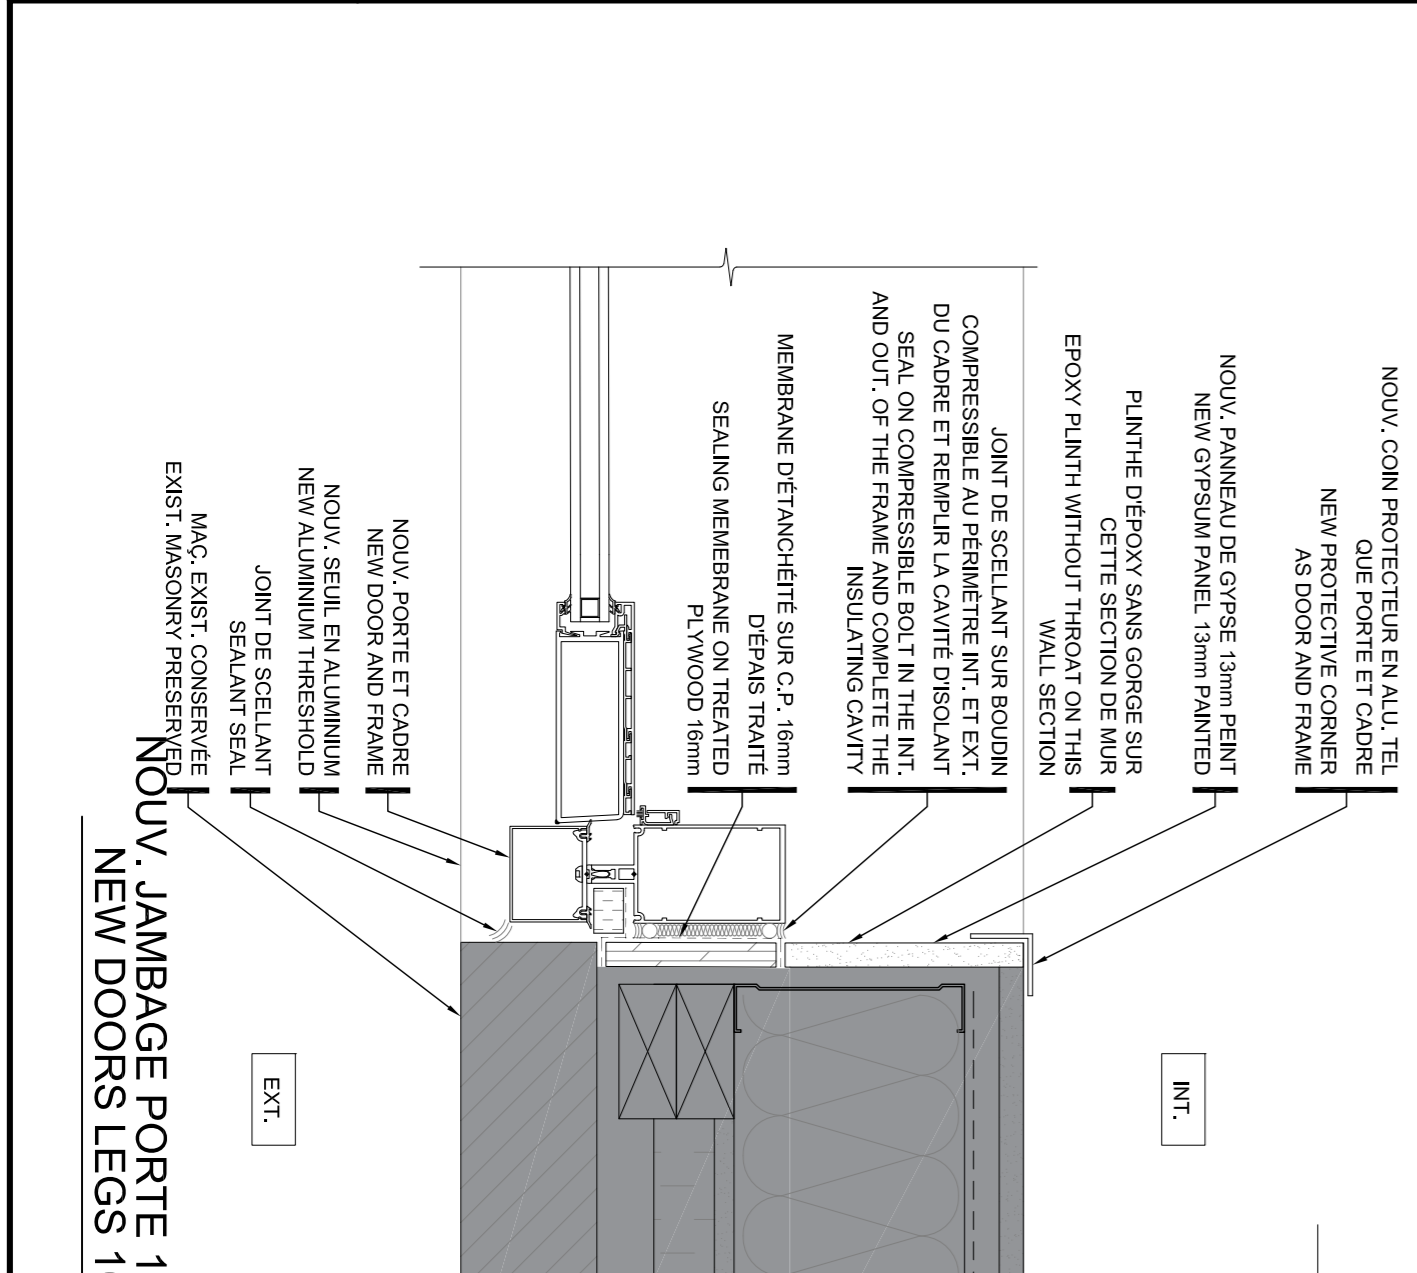 NOUV. COIN PROTECTEUR EN ALU. TEL
QUE PORTE ET CADRE
NEW PROTECTIVE CORNER
AS DOOR AND FRAME
NOUV. PANNEAU DE GYPSE 13mm PEINT
NEW GYPSUM PANEL 13mm PAINTED
PLINTHE D'ÉPOXY SANS GORGE SUR
CETTE SECTION DE MUR
EPOXY PLINTH WITHOUT THROAT ON THIS
WALL SECTION
JOINT DE SCELLANT SUR BOUDIN
COMPRESSIBLE AU PÉRIMÈTRE INT. ET EXT.
DU CADRE ET REMPLIR LA CAVITÉ D'ISOLANT
SEAL ON COMPRESSIBLE BOLT IN THE INT.
AND OUT. OF THE FRAME AND COMPLETE THE
INSULATING CAVITY
MEMBRANE D'ÉTANCHÉITÉ SUR C.P. 16mm
D'ÉPAIS TRAITÉ
SEALING MEMEBRANE ON TREATED
PLYWOOD 16mm
NOUV. PORTE ET CADRE
NEW DOOR AND FRAME
NOUV. SEUIL EN ALUMINIUM
NEW ALUMINIUM THRESHOLD
JOINT DE SCELLANT
SEALANT SEAL
MAÇ. EXIST. CONSERVÉE
EXIST. MASONRY PRESERVED
INT.
EXT.
NOUV. JAMBAGE PORTE 1
NEW DOORS LEGS